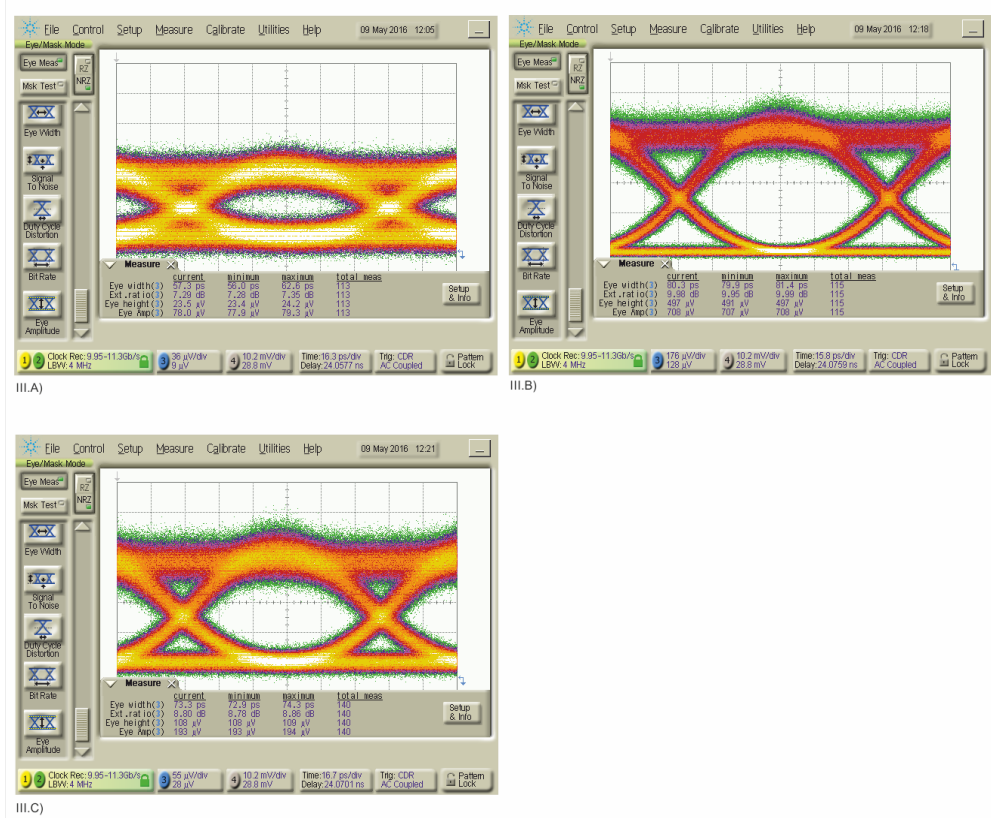 File Control Setup Measure Calibrate Utilities Help 09 May 2016 12:05
Eye/Mask Mode
Eye Meas
RZ
NRZ
Msk Test
Eye Width
Signal
To Noise
Duty Cycle
Distortion
Bit Rate
Eye
Amplitude
Measure
current minimum maximum total meas
Eye width(3) 57.3 ps 56.0 ps 62.6 ps 113
Ext.ratio(3) 7.29 dB 7.28 dB 7.35 dB 113
Eye height(3) 23.5 µV 23.4 µV 24.2 µV 113
Eye Amp(3) 78.0 µV 77.9 µV 79.3 µV 113
Setup
& Info
1 2 Clock Rec: 9.95-11.3Gb/s
LBW: 4 MHz
3 36 µV/div
9 µV
4 10.2 mV/div
28.8 mV
Time:16.3 ps/div
Delay:24.0577 ns
Trig: CDR
AC Coupled
Pattern
Lock
III.A)
File Control Setup Measure Calibrate Utilities Help 09 May 2016 12:18
Eye/Mask Mode
Eye Meas
RZ
NRZ
Msk Test
Eye Width
Signal
To Noise
Duty Cycle
Distortion
Bit Rate
Eye
Amplitude
Measure
current minimum maximum total meas
Eye width(3) 80.3 ps 79.9 ps 81.4 ps 115
Ext.ratio(3) 9.98 dB 9.95 dB 9.99 dB 115
Eye height(3) 497 µV 491 µV 497 µV 115
Eye Amp(3) 708 µV 707 µV 708 µV 115
Setup
& Info
1 2 Clock Rec: 9.95-11.3Gb/s
LBW: 4 MHz
3 176 µV/div
128 µV
4 10.2 mV/div
28.8 mV
Time:15.8 ps/div
Delay:24.0759 ns
Trig: CDR
AC Coupled
Pattern
Lock
III.B)
File Control Setup Measure Calibrate Utilities Help 09 May 2016 12:21
Eye/Mask Mode
Eye Meas
RZ
NRZ
Msk Test
Eye Width
Signal
To Noise
Duty Cycle
Distortion
Bit Rate
Eye
Amplitude
Measure
current minimum maximum total meas
Eye width(3) 73.3 ps 72.9 ps 74.3 ps 140
Ext.ratio(3) 8.80 dB 8.78 dB 8.86 dB 140
Eye height(3) 108 µV 108 µV 109 µV 140
Eye Amp(3) 193 µV 193 µV 194 µV 140
Setup
& Info
1 2 Clock Rec: 9.95-11.3Gb/s
LBW: 4 MHz
3 55 µV/div
28 µV
4 10.2 mV/div
28.8 mV
Time:16.7 ps/div
Delay:24.0701 ns
Trig: CDR
AC Coupled
Pattern
Lock
III.C)